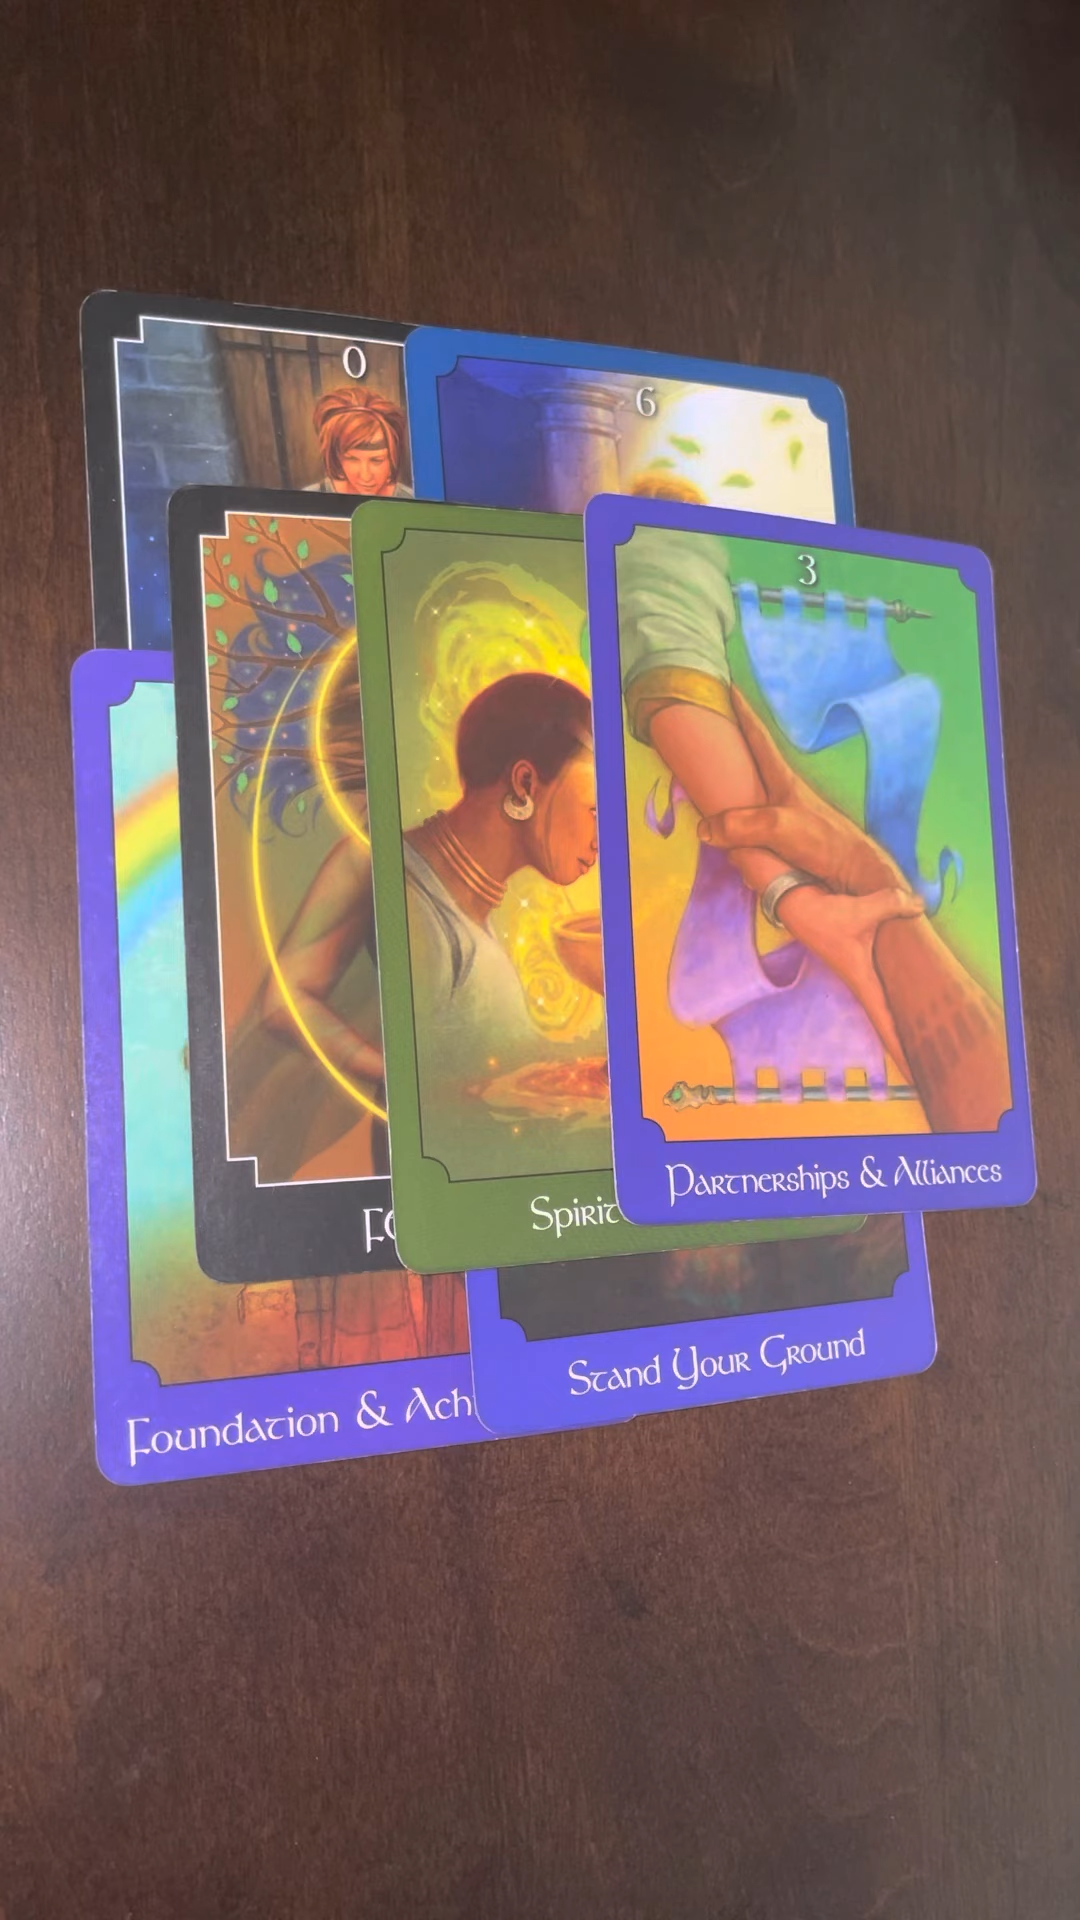 0
6
3
Partnerships & Alliances
Spirit
Stand Your Ground
Foundation & Ach